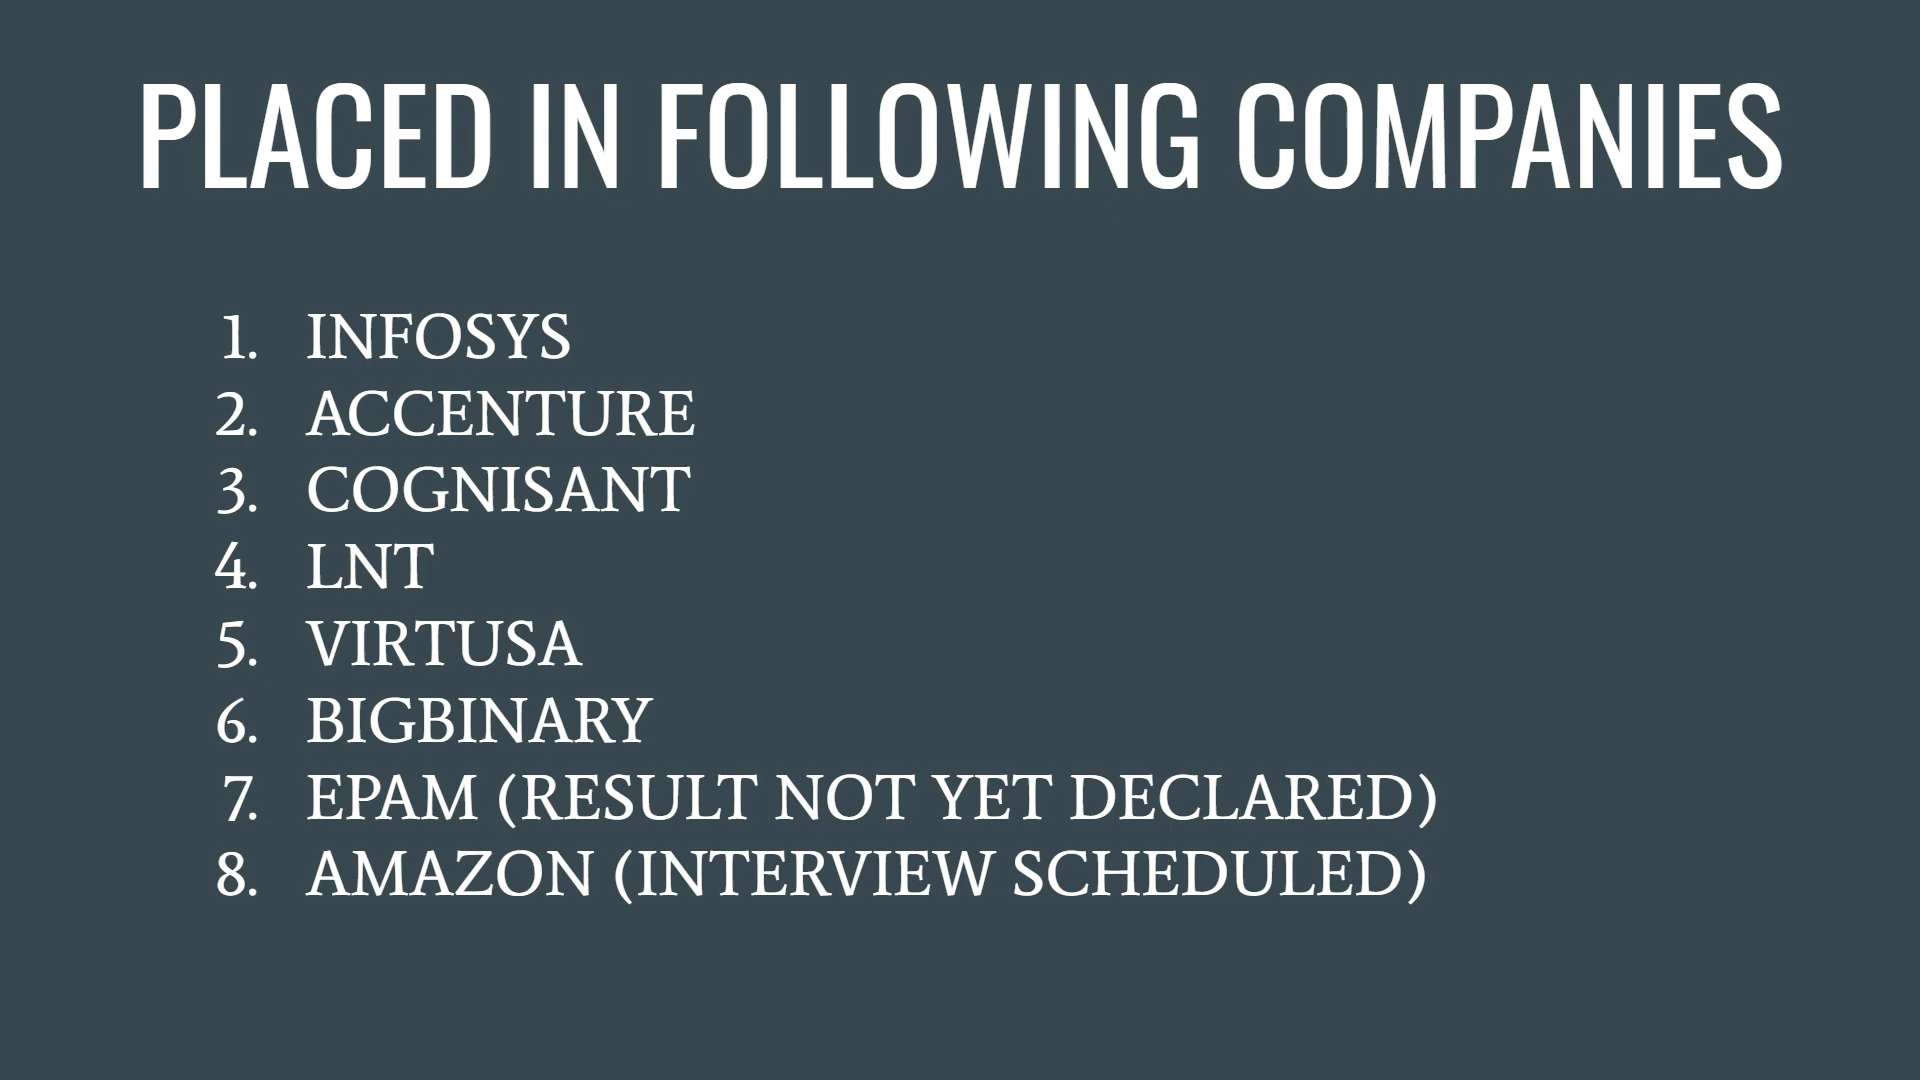 PLACED IN FOLLOWING COMPANIES
1. INFOSYS
2. ACCENTURE
3. COGNISANT
4. LNT
5. VIRTUSA
6. BIGBINARY
7. EPAM (RESULT NOT YET DECLARED)
8. AMAZON (INTERVIEW SCHEDULED)